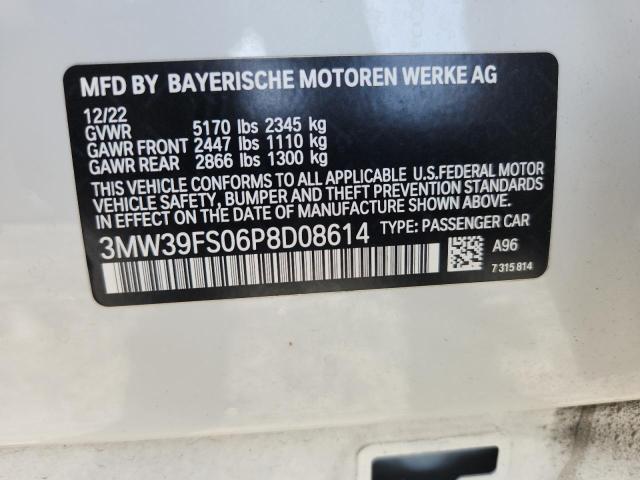 MFD BY BAYERISCHE MOTOREN WERKE AG
12/22
GVWR 5170 lbs 2345 kg
GAWR FRONT 2447 lbs 1110 kg
GAWR REAR 2866 lbs 1300 kg
THIS VEHICLE CONFORMS TO ALL APPLICABLE U.S.FEDERAL MOTOR
VEHICLE SAFETY, BUMPER AND THEFT PREVENTION STANDARDS
IN EFFECT ON THE DATE OF MANUFACTURE SHOWN ABOVE.
3MW39FS06P8D08614 TYPE: PASSENGER CAR
A96
7 315 814